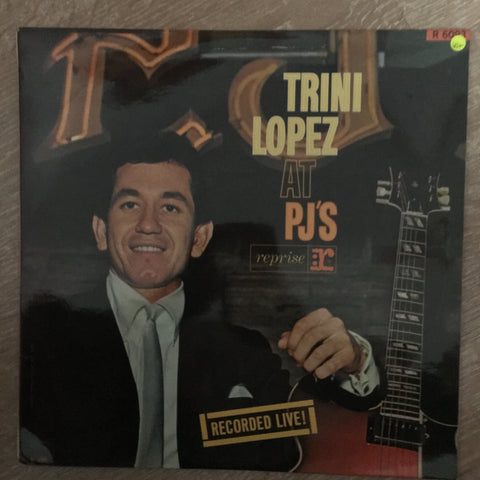 P.J
R 6093
TRINI
LOPEZ
AT
PJ'S
reprise r
RECORDED LIVE!